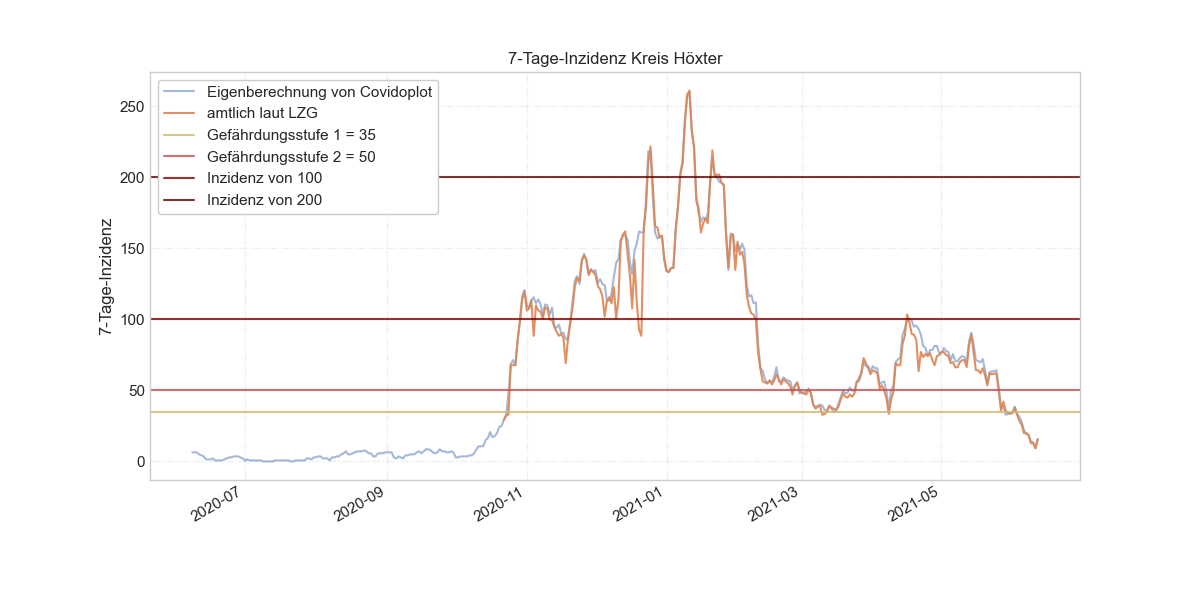 7-Tage-Inzidenz Kreis Höxter
Eigenberechnung von Covidoplot
amtlich laut LZG
Gefährdungsstufe 1 = 35
Gefährdungsstufe 2 = 50
Inzidenz von 100
Inzidenz von 200
7-Tage-Inzidenz
250
200
150
100
50
0
2020-07
2020-09
2020-11
2021-01
2021-03
2021-05